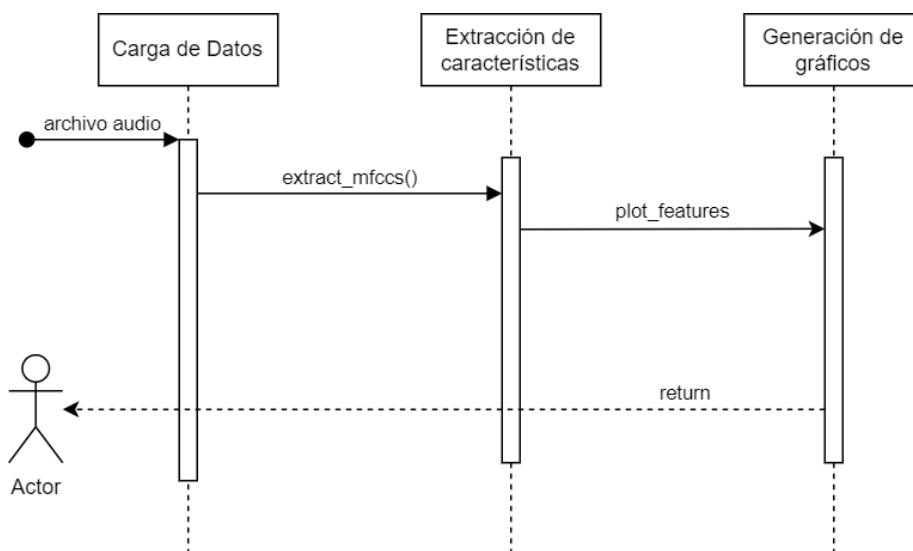 Carga de Datos
Extracción de
características
Generación de
gráficos
archivo audio
extract_mfccs()
plot_features
return
Actor